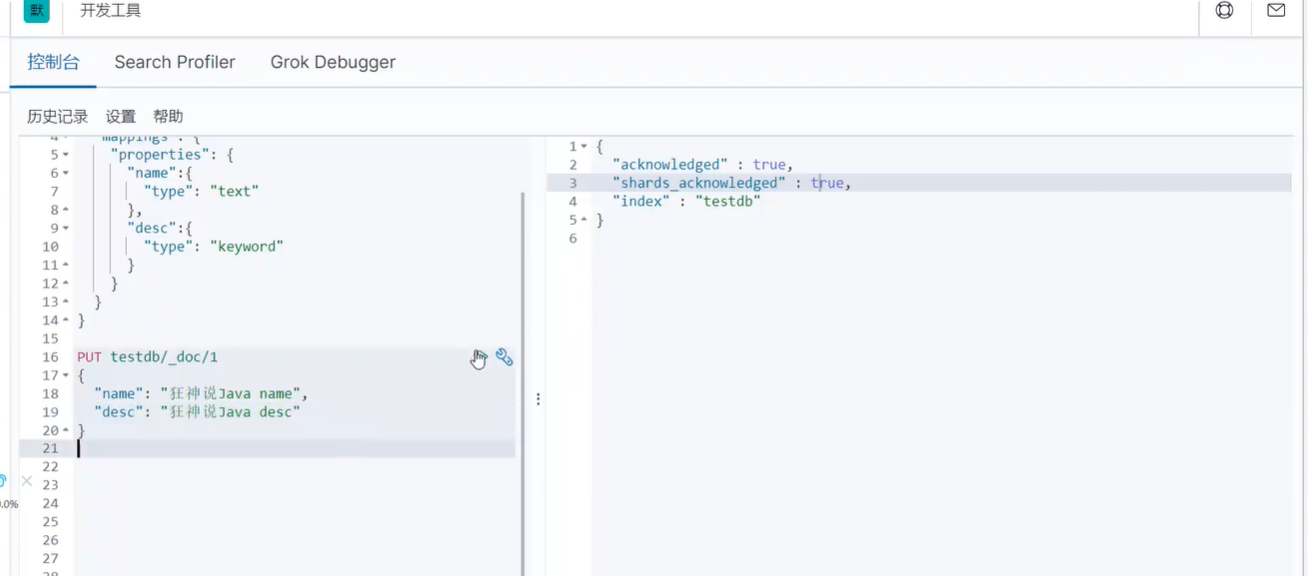 默 开发工具
控制台 Search Profiler Grok Debugger
历史记录 设置 帮助
4 "mappings": {
5 "properties": {
6 "name":{
7 "type": "text"
8 },
9 "desc":{
10 "type": "keyword"
11 }
12 }
13 }
14 }
15
16 PUT testdb/_doc/1
17 {
18 "name": "狂神说Java name",
19 "desc": "狂神说Java desc"
20 }
21
22
23
24
25
26
27
28
1 {
2 "acknowledged" : true,
3 "shards_acknowledged" : true,
4 "index" : "testdb"
5 }
6
.0%